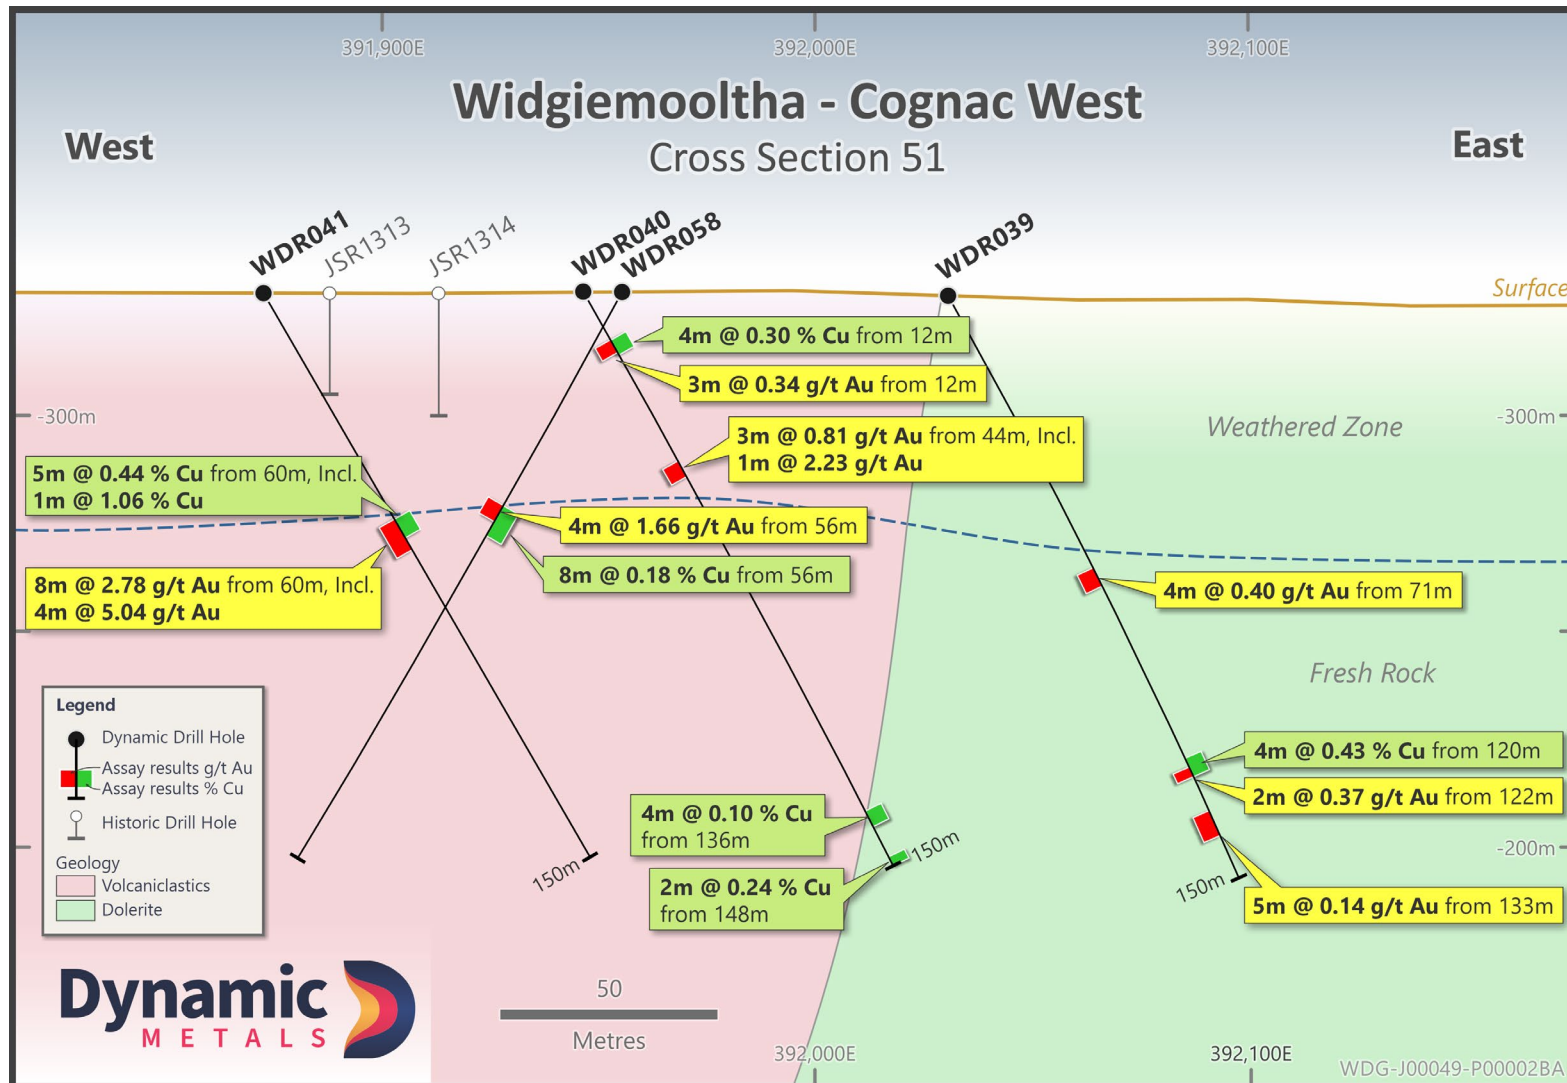 391,900E
392,000E
392,100E
Widgiemooltha - Cognac West
Cross Section 51
West
East
WDR041
JSR1313
JSR1314
WDR040
WDR058
WDR039
Surface
4m @ 0.30 % Cu from 12m
3m @ 0.34 g/t Au from 12m
-300m
-300m
Weathered Zone
3m @ 0.81 g/t Au from 44m, Incl.
1m @ 2.23 g/t Au
5m @ 0.44 % Cu from 60m, Incl.
1m @ 1.06 % Cu
4m @ 1.66 g/t Au from 56m
8m @ 0.18 % Cu from 56m
8m @ 2.78 g/t Au from 60m, Incl.
4m @ 5.04 g/t Au
4m @ 0.40 g/t Au from 71m
Fresh Rock
Legend
Dynamic Drill Hole
Assay results g/t Au
Assay results % Cu
Historic Drill Hole
Geology
Volcaniclastics
Dolerite
4m @ 0.43 % Cu from 120m
2m @ 0.37 g/t Au from 122m
4m @ 0.10 % Cu
from 136m
150m
150m
150m
-200m
2m @ 0.24 % Cu
from 148m
5m @ 0.14 g/t Au from 133m
Dynamic
METALS
50
Metres
392,000E
392,100E
WDG-J00049-P00002BA